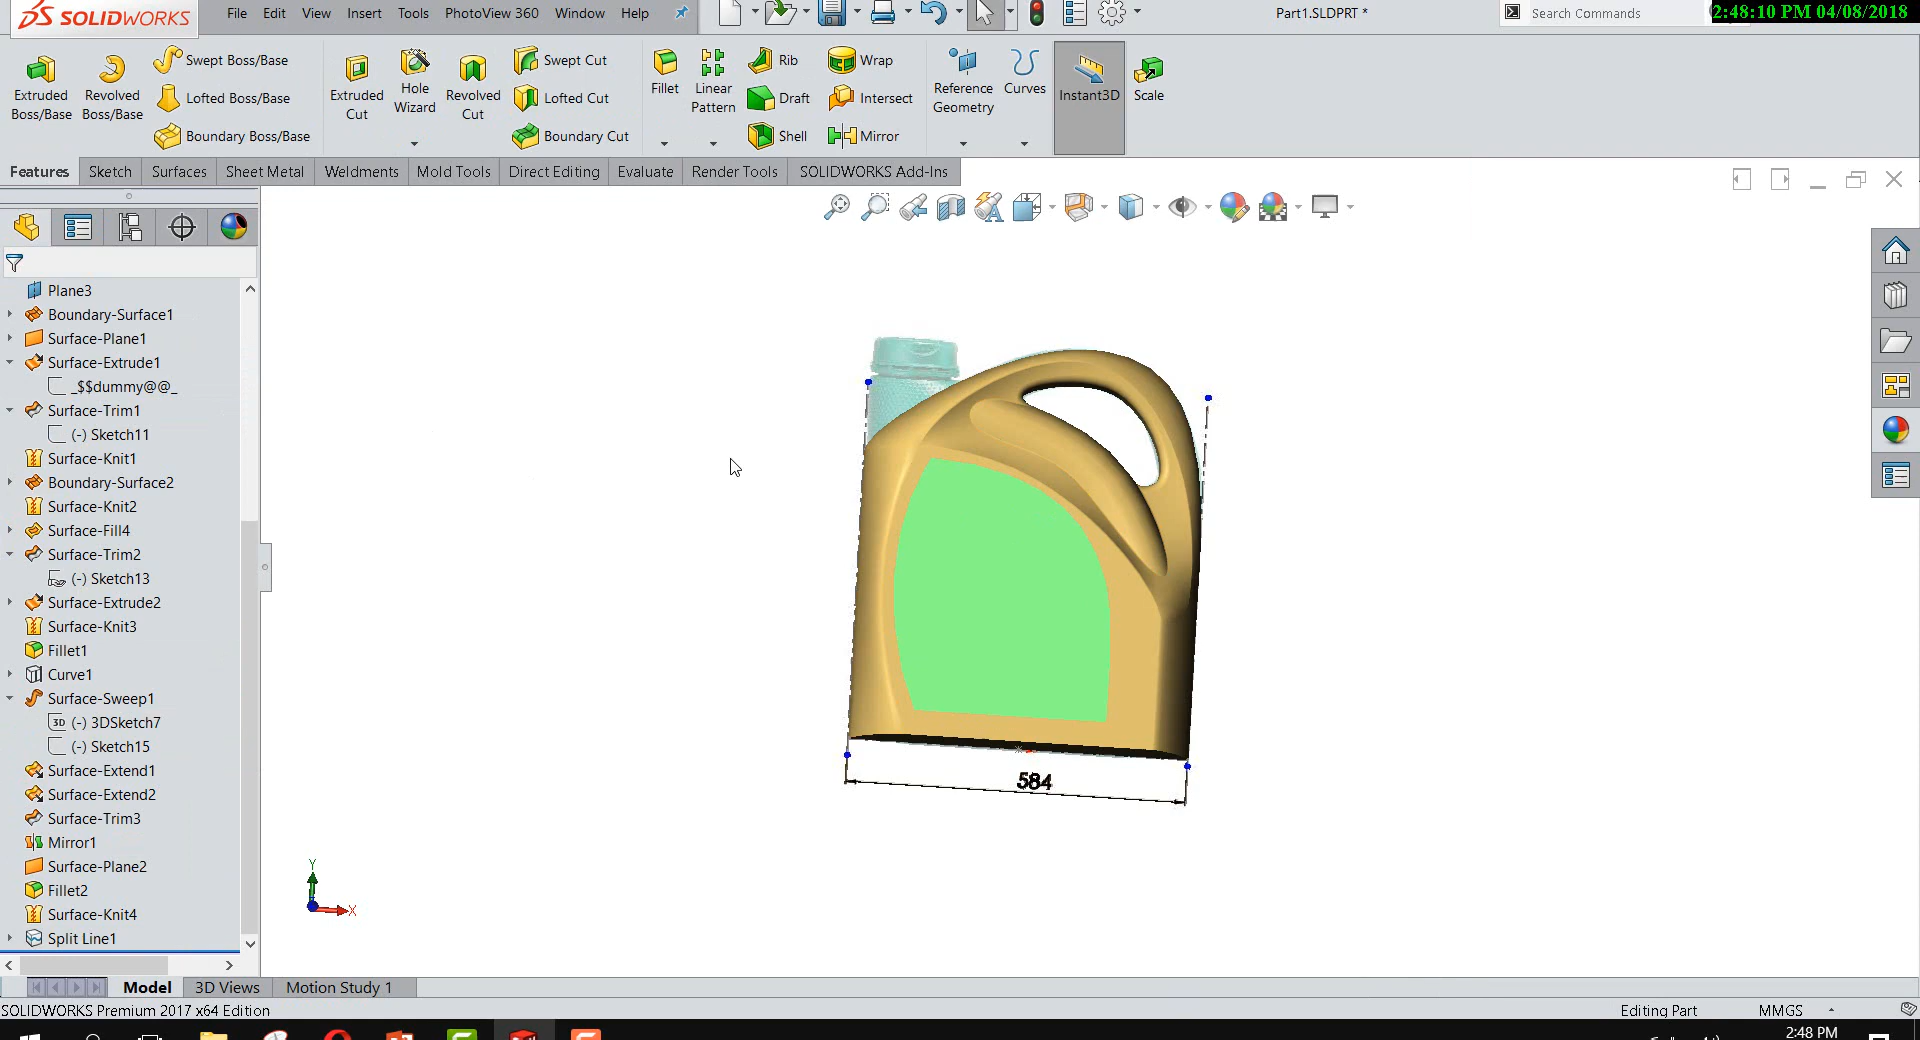 SOLIDWORKS
File Edit View Insert Tools PhotoView 360 Window Help
Part1.SLDPRT *
Search Commands
2:48:10 PM 04/08/2018
Extruded Boss/Base
Revolved Boss/Base
Swept Boss/Base
Lofted Boss/Base
Boundary Boss/Base
Extruded Cut
Hole Wizard
Revolved Cut
Swept Cut
Lofted Cut
Boundary Cut
Fillet
Linear Pattern
Rib
Draft
Shell
Wrap
Intersect
Mirror
Reference Geometry
Curves
Instant3D
Scale
Features Sketch Surfaces Sheet Metal Weldments Mold Tools Direct Editing Evaluate Render Tools SOLIDWORKS Add-Ins
Plane3
Boundary-Surface1
Surface-Plane1
Surface-Extrude1
_$$dummy@@_
Surface-Trim1
(-) Sketch11
Surface-Knit1
Boundary-Surface2
Surface-Knit2
Surface-Fill4
Surface-Trim2
(-) Sketch13
Surface-Extrude2
Surface-Knit3
Fillet1
Curve1
Surface-Sweep1
3D (-) 3DSketch7
(-) Sketch15
Surface-Extend1
Surface-Extend2
Surface-Trim3
Mirror1
Surface-Plane2
Fillet2
Surface-Knit4
Split Line1
584
Y
X
Model 3D Views Motion Study 1
SOLIDWORKS Premium 2017 x64 Edition
Editing Part
MMGS
2:48 PM